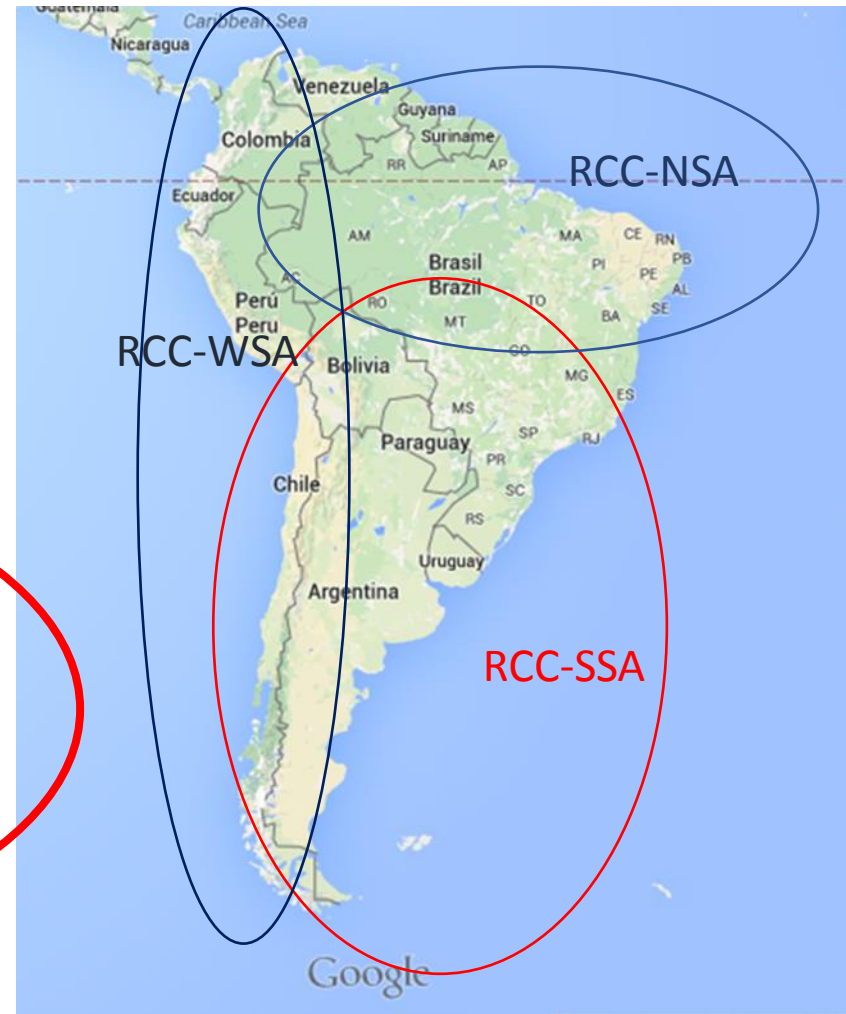 Guatemala
Caribbean Sea
Nicaragua
Venezuela
Guyana
Colombia
Suriname
RR
AP
RCC-NSA
Ecuador
AM
MA
CE
RN
Brasil
Brazil
PI
PB
PE
AL
AC
RO
TO
SE
Perú
Peru
MT
BA
RCC-WSA
GO
Bolivia
MG
ES
MS
Paraguay
SP
RJ
PR
Chile
SC
RS
Uruguay
Argentina
RCC-SSA
Google